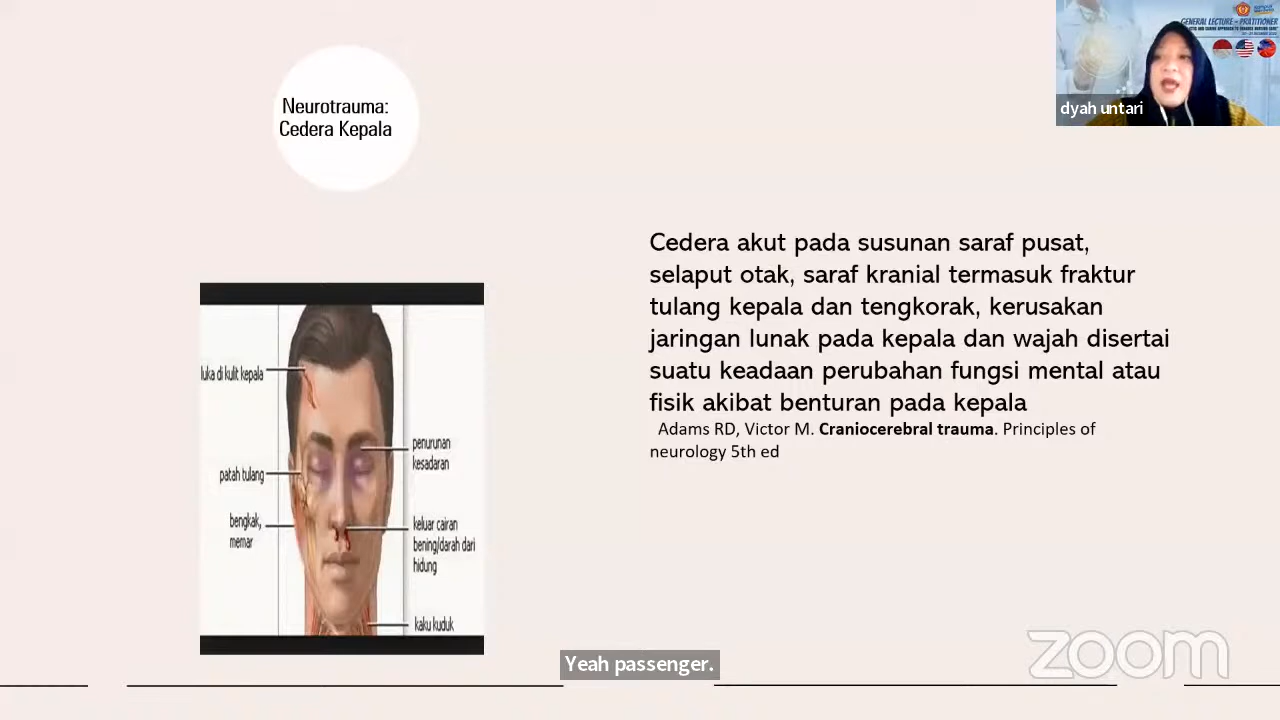 Neurotrauma:
Cedera Kepala
GENERAL LECTURE - PRATITIONER
dyah untari
Cedera akut pada susunan saraf pusat,
selaput otak, saraf kranial termasuk fraktur
tulang kepala dan tengkorak, kerusakan
jaringan lunak pada kepala dan wajah disertai
suatu keadaan perubahan fungsi mental atau
fisik akibat benturan pada kepala
Adams RD, Victor M. Craniocerebral trauma. Principles of
neurology 5th ed
luka di kulit kepala
patah tulang
bengkak,
memar
penurunan
kesadaran
keluar cairan
bening/darah dari
hidung
kaku kuduk
Yeah passenger.
zoom